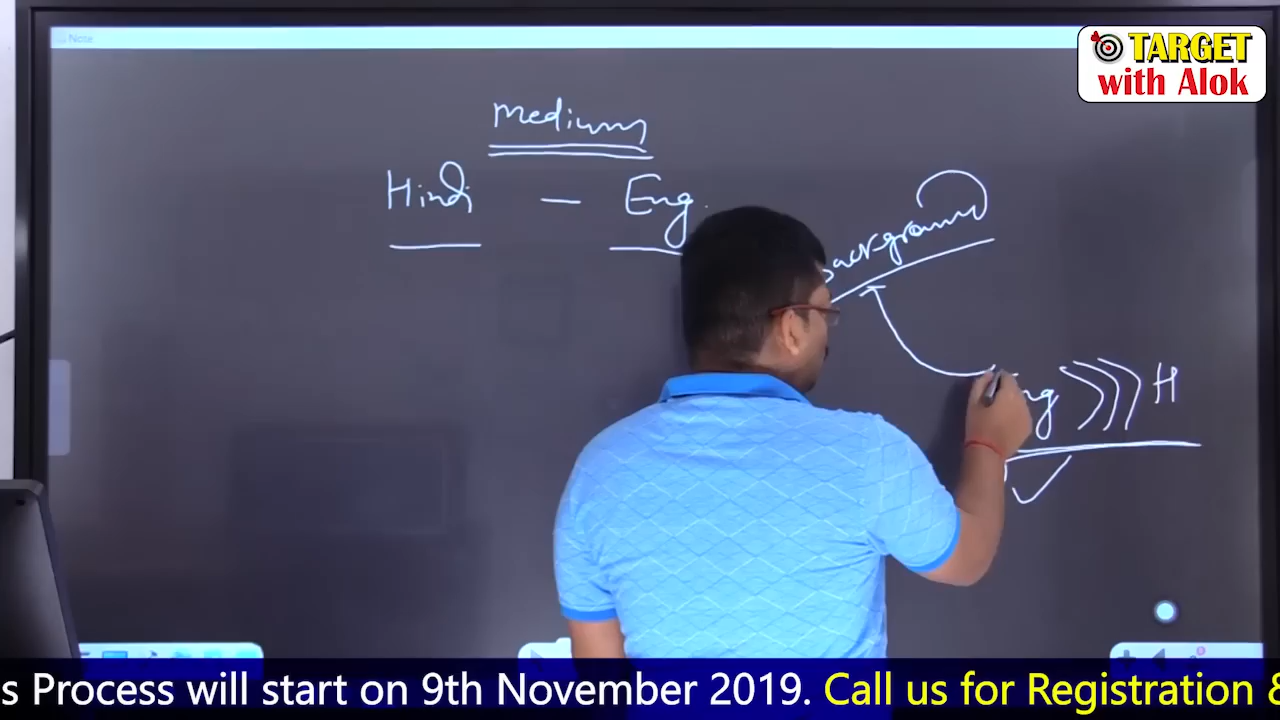 Note
TARGET
with Alok
Medium
Hindi — Eng.
Background
Eng >>> H
s Process will start on 9th November 2019. Call us for Registration &